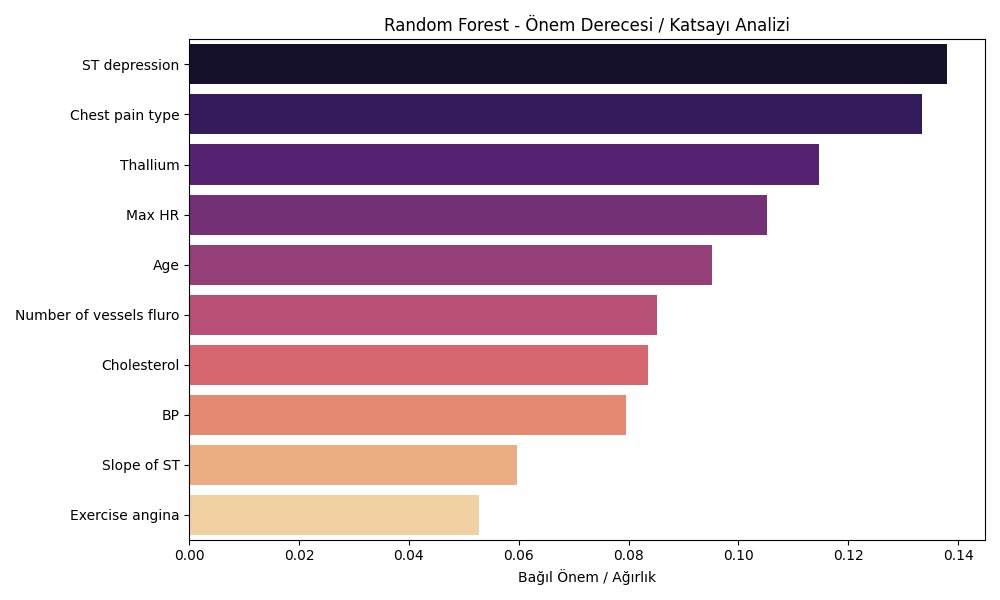 Random Forest - Önem Derecesi / Katsayı Analizi
ST depression
Chest pain type
Thallium
Max HR
Age
Number of vessels fluro
Cholesterol
BP
Slope of ST
Exercise angina
0.00 0.02 0.04 0.06 0.08 0.10 0.12 0.14
Bağıl Önem / Ağırlık